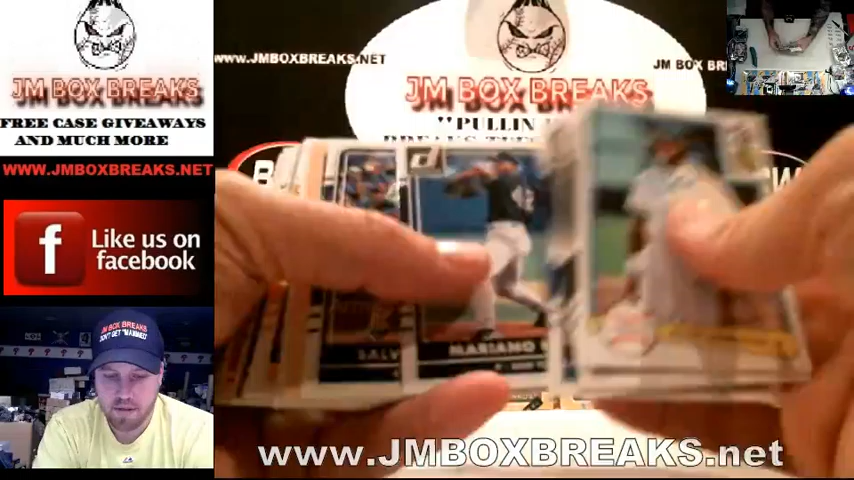 JM BOX BREAKS
FREE CASE GIVEAWAYS
AND MUCH MORE
WWW.JMBOXBREAKS.NET
f Like us on
facebook
JM BOX BREAKS
www.JMBOXBREAKS.NET
JM BOX
JM BOX BREAKS
"PULLIN
MARIANO
www.JMBOXBREAKS.net